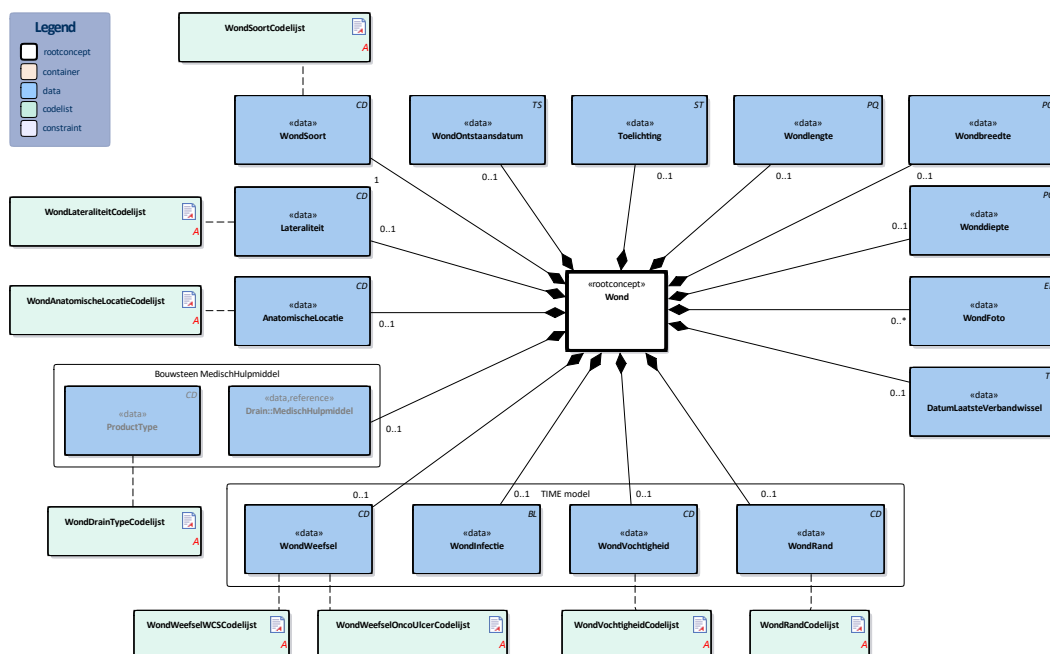 Legend
rootconcept
container
data
codelist
constraint
WondSoortCodelijst
A
CD
«data»
WondSoort
TS
«data»
WondOntstaansdatum
ST
«data»
Toelichting
PQ
«data»
Wondlengte
«data»
Wondbreedte
1
0..1
0..1
0..1
0..1
WondLateraliteitCodelijst
A
CD
«data»
Lateraliteit
0..1
«data»
Wonddiepte
0..1
«rootconcept»
Wond
WondAnatomischeLocatieCodelijst
A
CD
«data»
AnatomischeLocatie
0..1
«data»
WondFoto
0..*
Bouwsteen MedischHulpmiddel
CD
«data»
ProductType
«data,reference»
Drain::MedischHulpmiddel
0..1
«data»
DatumLaatsteVerbandwissel
0..1
WondDrainTypeCodelijst
A
TIME model
0..1
0..1
0..1
0..1
CD
«data»
WondWeefsel
BL
«data»
WondInfectie
CD
«data»
WondVochtigheid
CD
«data»
WondRand
WondWeefselWCSCodelijst
A
WondWeefselOncoUlcerCodelijst
A
WondVochtigheidCodelijst
A
WondRandCodelijst
A